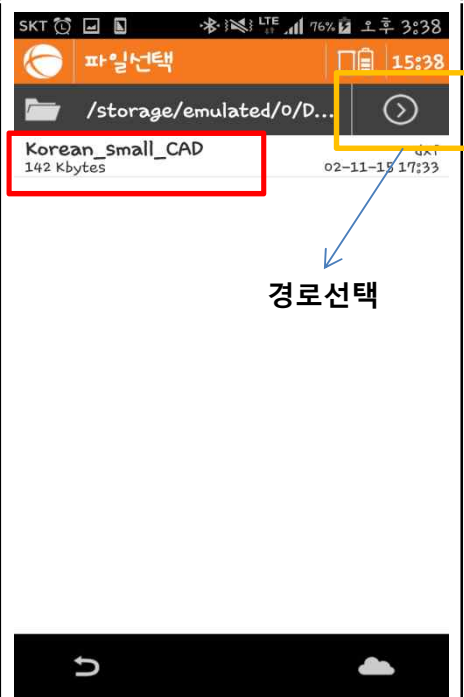 SKT LTE 76% 오후 3:38
파일선택 15:38
/storage/emulated/0/D...
Korean_small_CAD dxf
142 Kbytes 02-11-15 17:33
경로선택